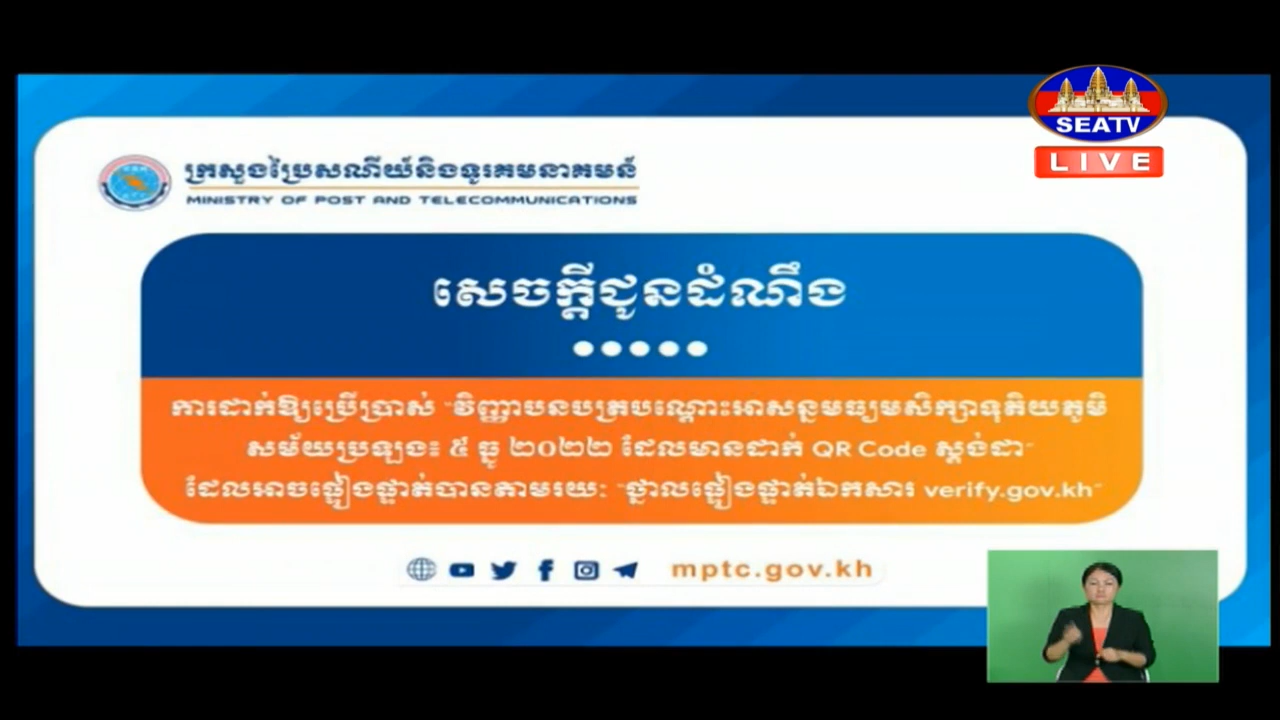 SEATV
LIVE
ក្រសួងប្រៃសណីយ៍និងទូរគមនាគមន៍
MINISTRY OF POST AND TELECOMMUNICATIONS
សេចក្តីជូនដំណឹង
ការដាក់ឱ្យប្រើប្រាស់ "វិញ្ញាបនបត្របណ្តោះអាសន្នមធ្យមសិក្សាទុតិយភូមិ
សម័យប្រឡង៖ ៥ ធ្នូ ២០២២ ដែលមានដាក់ QR Code ស្តង់ដា"
ដែលអាចផ្ទៀងផ្ទាត់បានតាមរយៈ "ថ្នាលផ្ទៀងផ្ទាត់ឯកសារ verify.gov.kh"
mptc.gov.kh